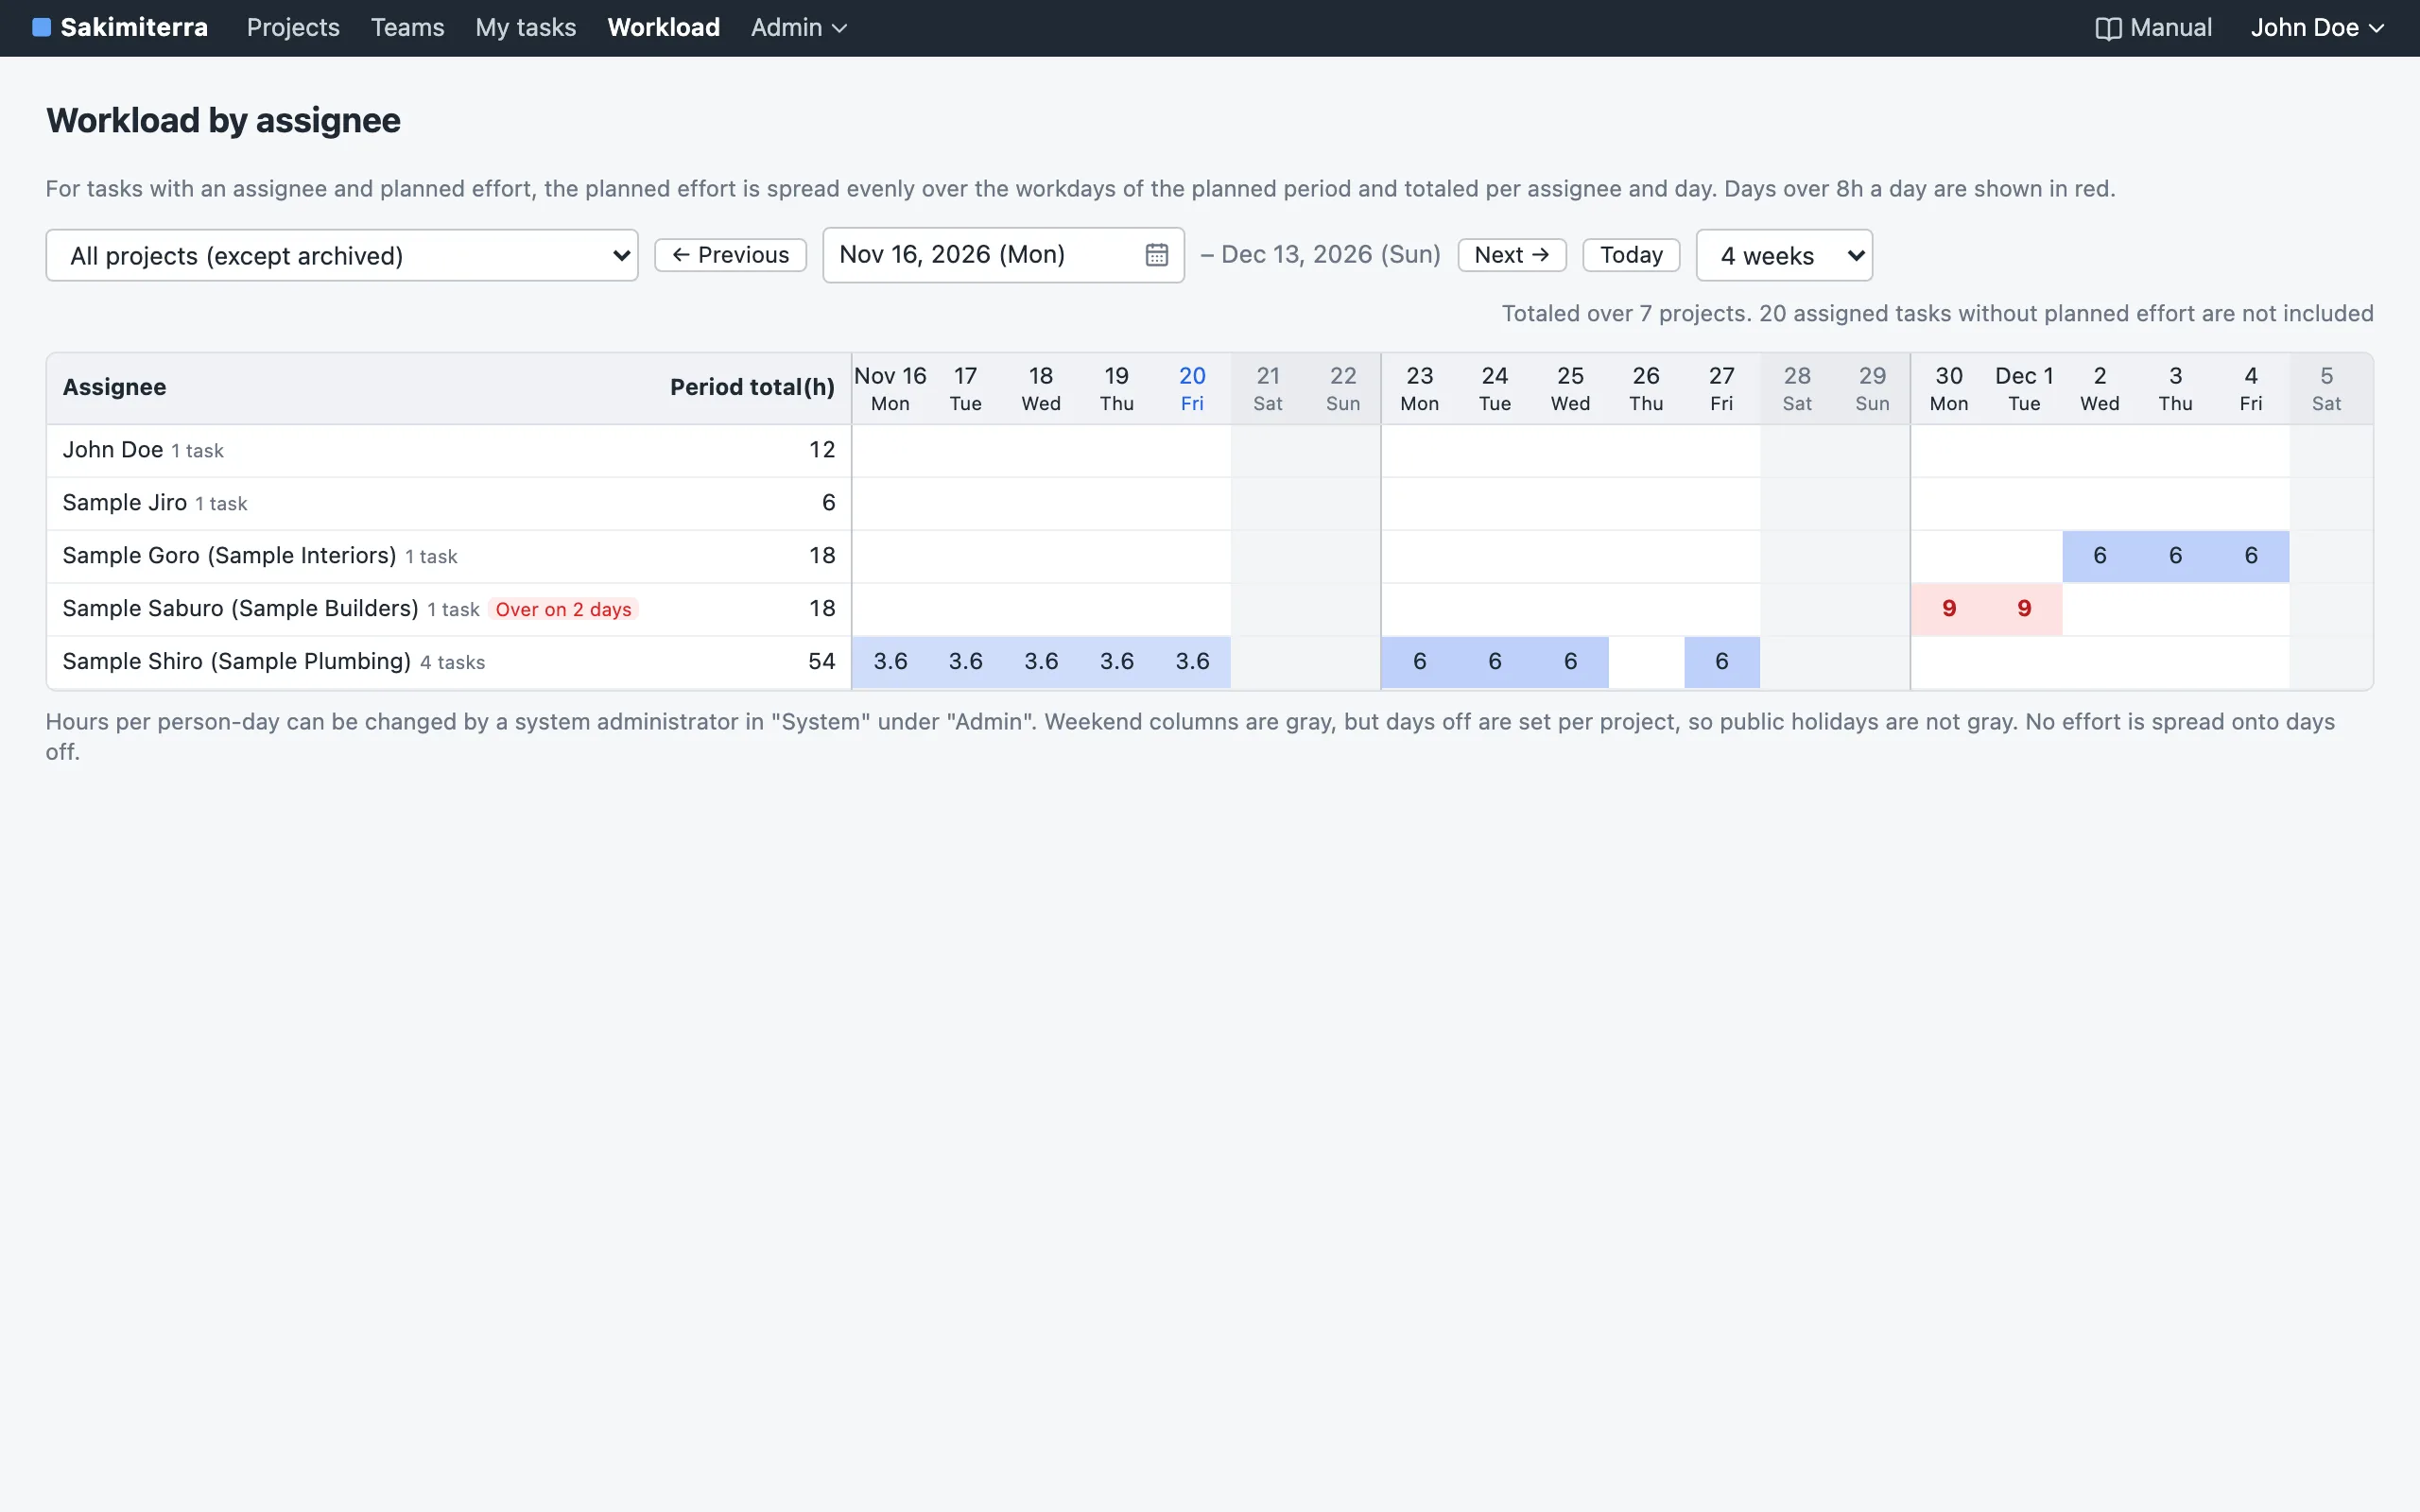 Sakimiterra Projects Teams My tasks Workload Admin Manual John Doe
Workload by assignee
For tasks with an assignee and planned effort, the planned effort is spread evenly over the workdays of the planned period and totaled per assignee and day. Days over 8h a day are shown in red.
All projects (except archived) ← Previous Nov 16, 2026 (Mon) – Dec 13, 2026 (Sun) Next → Today 4 weeks
Totaled over 7 projects. 20 assigned tasks without planned effort are not included
Assignee Period total(h) Nov 16 17 18 19 20 21 22 23 24 25 26 27 28 29 30 Dec 1 2 3 4 5
Mon Tue Wed Thu Fri Sat Sun Mon Tue Wed Thu Fri Sat Sun Mon Tue Wed Thu Fri Sat
John Doe 1 task 12
Sample Jiro 1 task 6
Sample Goro (Sample Interiors) 1 task 18 6 6 6
Sample Saburo (Sample Builders) 1 task Over on 2 days 18 9 9
Sample Shiro (Sample Plumbing) 4 tasks 54 3.6 3.6 3.6 3.6 3.6 6 6 6 6
Hours per person-day can be changed by a system administrator in "System" under "Admin". Weekend columns are gray, but days off are set per project, so public holidays are not gray. No effort is spread onto days
off.